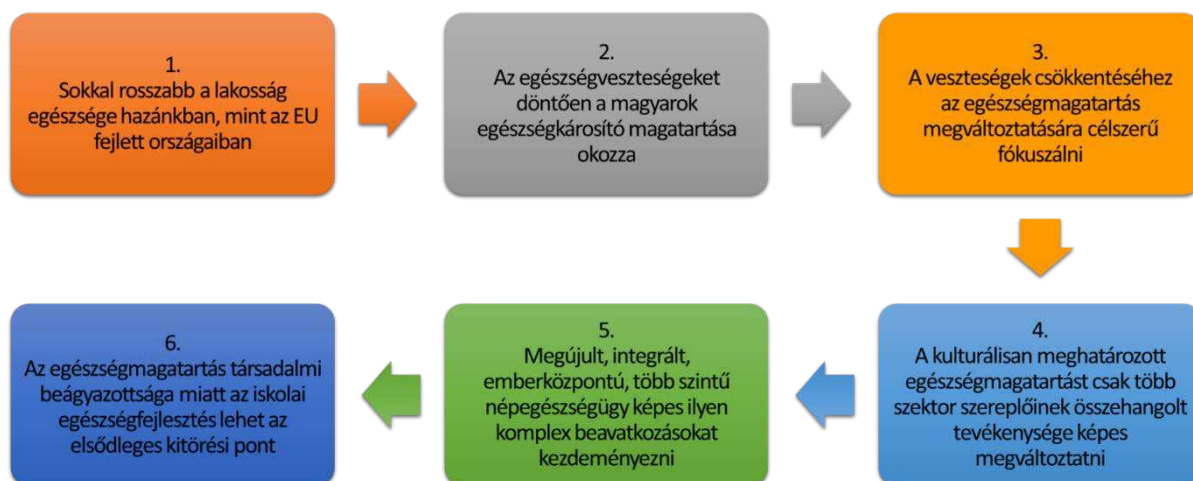 1.
Sokkal rosszabb a lakosság
egészsége hazánkban, mint az EU
fejlett országaiban
2.
Az egészségveszteségeket
döntően a magyarok
egészségkárosító magatartása
okozza
3.
A veszteségek csökkentéséhez
az egészségmagatartás
megváltoztatására célszerű
fókuszálni
4.
A kulturálisan meghatározott
egészségmagatartást csak több
szektor szereplőinek összehangolt
tevékenysége képes
megváltoztatni
5.
Megújult, integrált,
emberközpontú, több szintű
népegészségügy képes ilyen
komplex beavatkozásokat
kezdeményezni
6.
Az egészségmagatartás társadalmi
beágyazottsága miatt az iskolai
egészségfejlesztés lehet az
elsődleges kitörési pont